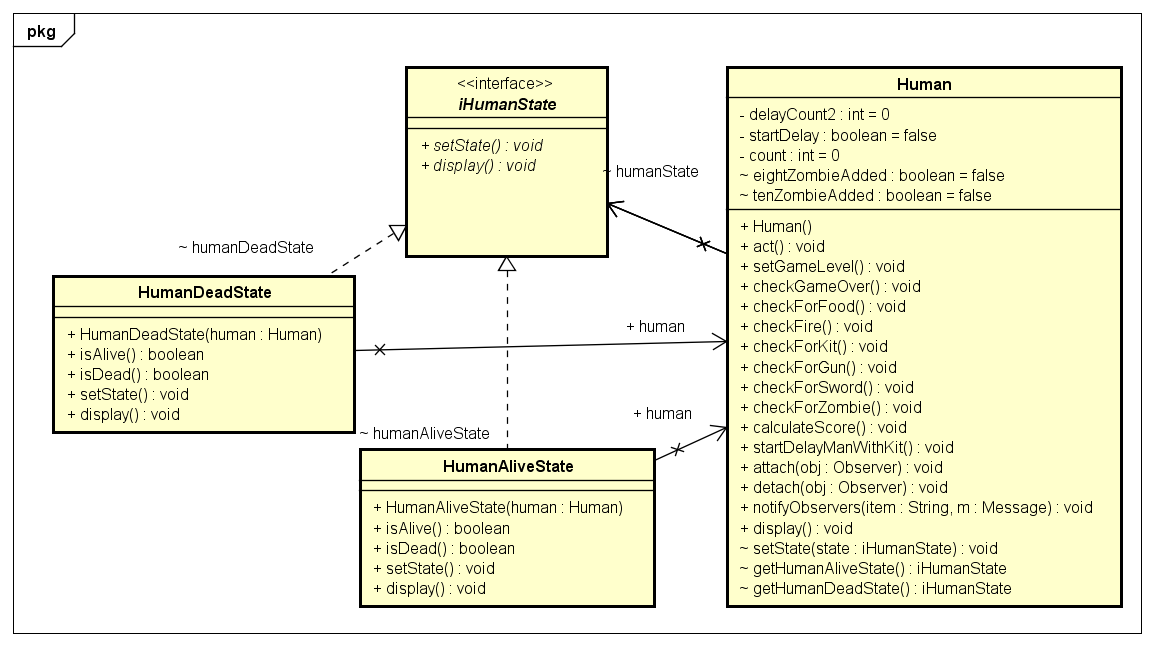 pkg
<<interface>>
iHumanState
+ setState() : void
+ display() : void
~ humanState
~ humanDeadState
HumanDeadState
+ HumanDeadState(human : Human)
+ isAlive() : boolean
+ isDead() : boolean
+ setState() : void
+ display() : void
+ human
+ human
~ humanAliveState
HumanAliveState
+ HumanAliveState(human : Human)
+ isAlive() : boolean
+ isDead() : boolean
+ setState() : void
+ display() : void
Human
- delayCount2 : int = 0
- startDelay : boolean = false
- count : int = 0
~ eightZombieAdded : boolean = false
~ tenZombieAdded : boolean = false
+ Human()
+ act() : void
+ setGameLevel() : void
+ checkGameOver() : void
+ checkForFood() : void
+ checkFire() : void
+ checkForKit() : void
+ checkForGun() : void
+ checkForSword() : void
+ checkForZombie() : void
+ calculateScore() : void
+ startDelayManWithKit() : void
+ attach(obj : Observer) : void
+ detach(obj : Observer) : void
+ notifyObservers(item : String, m : Message) : void
+ display() : void
~ setState(state : iHumanState) : void
~ getHumanAliveState() : iHumanState
~ getHumanDeadState() : iHumanState